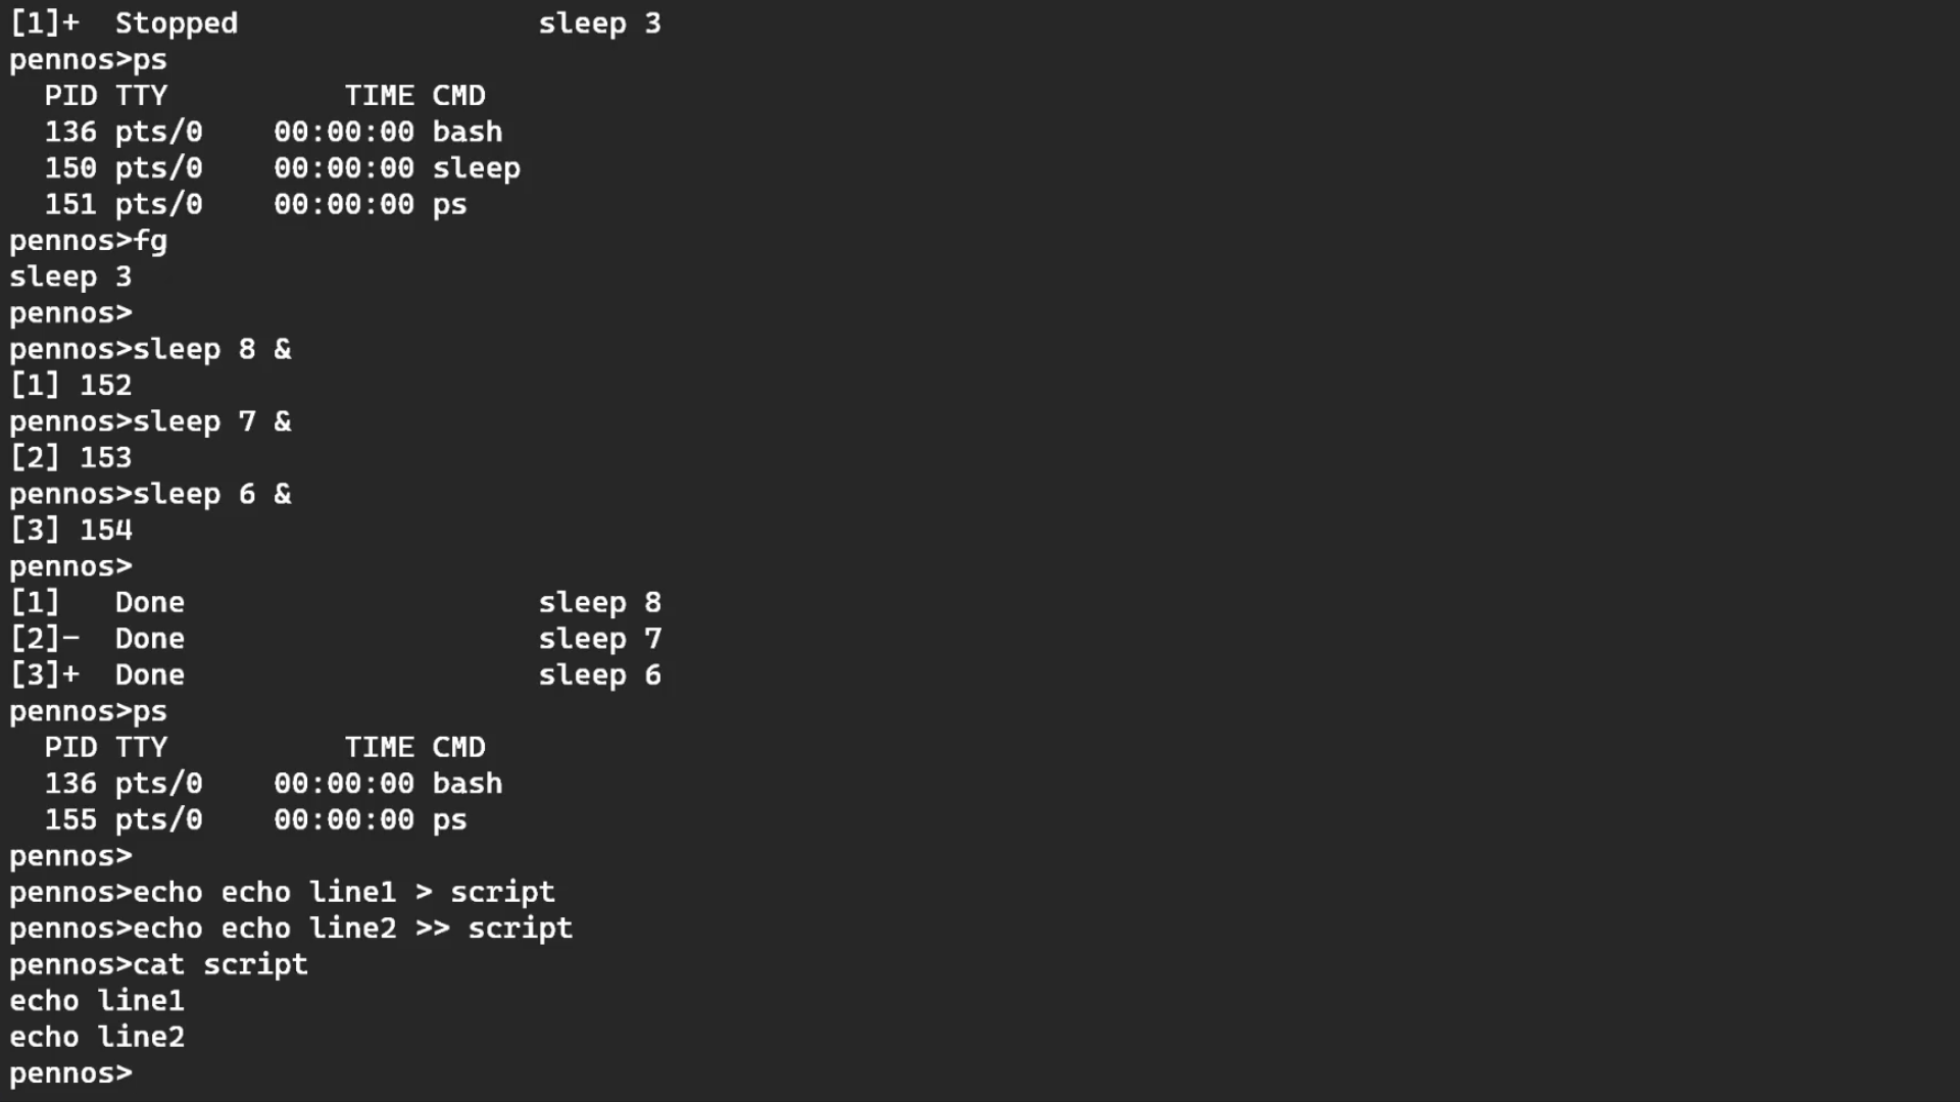 [1]+  Stopped                 sleep 3
pennos>ps
  PID TTY          TIME CMD
  136 pts/0    00:00:00 bash
  150 pts/0    00:00:00 sleep
  151 pts/0    00:00:00 ps
pennos>fg
sleep 3
pennos>
pennos>sleep 8 &
[1] 152
pennos>sleep 7 &
[2] 153
pennos>sleep 6 &
[3] 154
pennos>
[1]   Done                    sleep 8
[2]-  Done                    sleep 7
[3]+  Done                    sleep 6
pennos>ps
  PID TTY          TIME CMD
  136 pts/0    00:00:00 bash
  155 pts/0    00:00:00 ps
pennos>
pennos>echo echo line1 > script
pennos>echo echo line2 >> script
pennos>cat script
echo line1
echo line2
pennos>